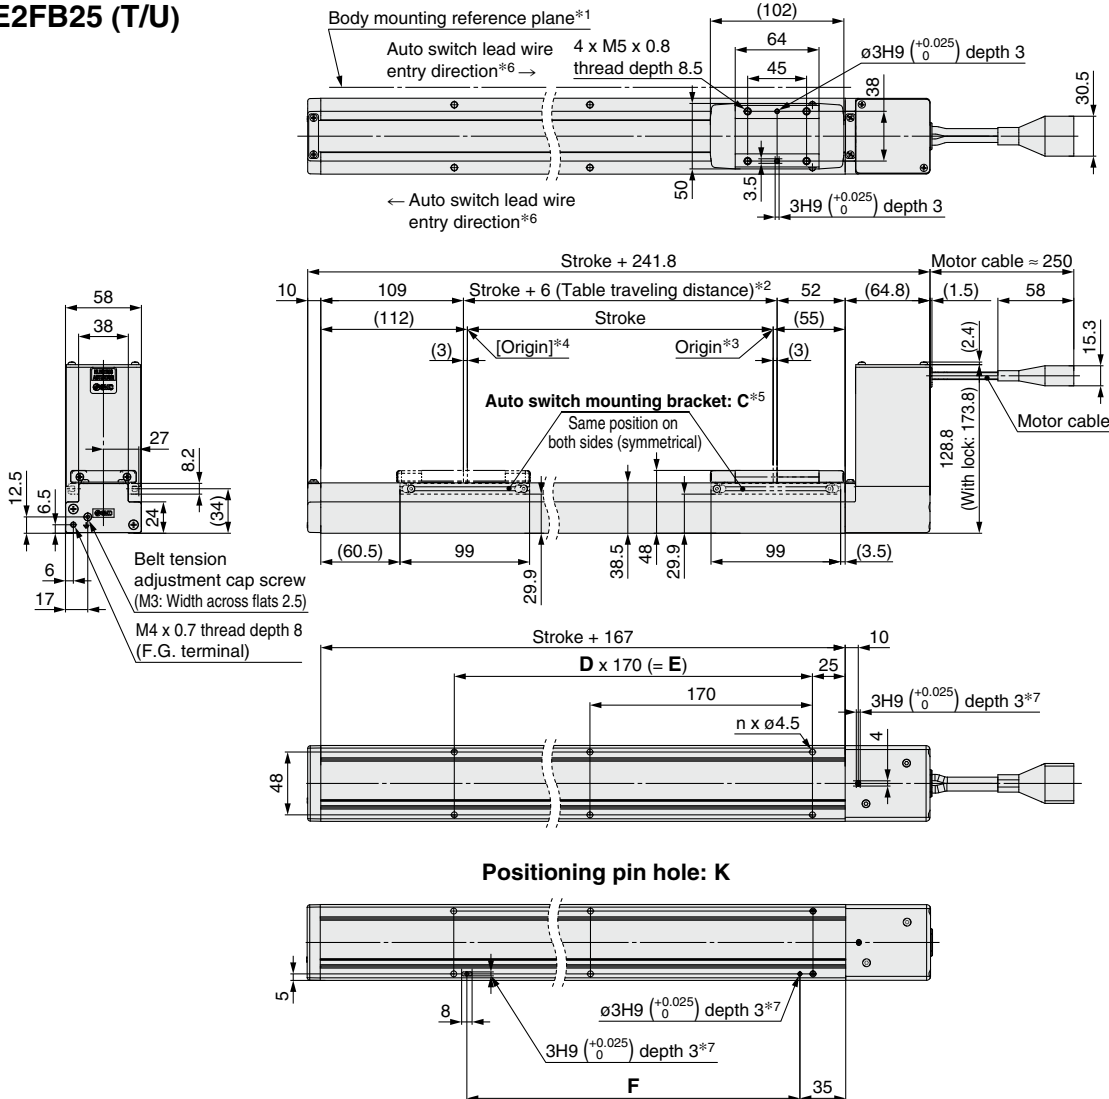 E2FB25 (T/U)
Body mounting reference plane*1
(102)
Auto switch lead wire
entry direction*6 →
4 x M5 x 0.8
thread depth 8.5
64
45
ø3H9 (+0.025 0) depth 3
38
30.5
50
3.5
← Auto switch lead wire
entry direction*6
3H9 (+0.025 0) depth 3
Stroke + 241.8
Motor cable ≈ 250
10
109
Stroke + 6 (Table traveling distance)*2
52
(64.8)
(1.5)
58
(112)
Stroke
(55)
(3)
[Origin]*4
Origin*3
(3)
(2.4)
15.3
58
38
27
8.2
12.5
6.5
24
(34)
Auto switch mounting bracket: C*5
Same position on
both sides (symmetrical)
Motor cable
128.8
(With lock: 173.8)
(60.5)
99
29.9
38.5
48
29.9
99
(3.5)
6
17
Belt tension
adjustment cap screw
(M3: Width across flats 2.5)
M4 x 0.7 thread depth 8
(F.G. terminal)
Stroke + 167
10
D x 170 (= E)
25
170
3H9 (+0.025 0) depth 3*7
n x ø4.5
4
48
Positioning pin hole: K
5
8
ø3H9 (+0.025 0) depth 3*7
3H9 (+0.025 0) depth 3*7
F
35